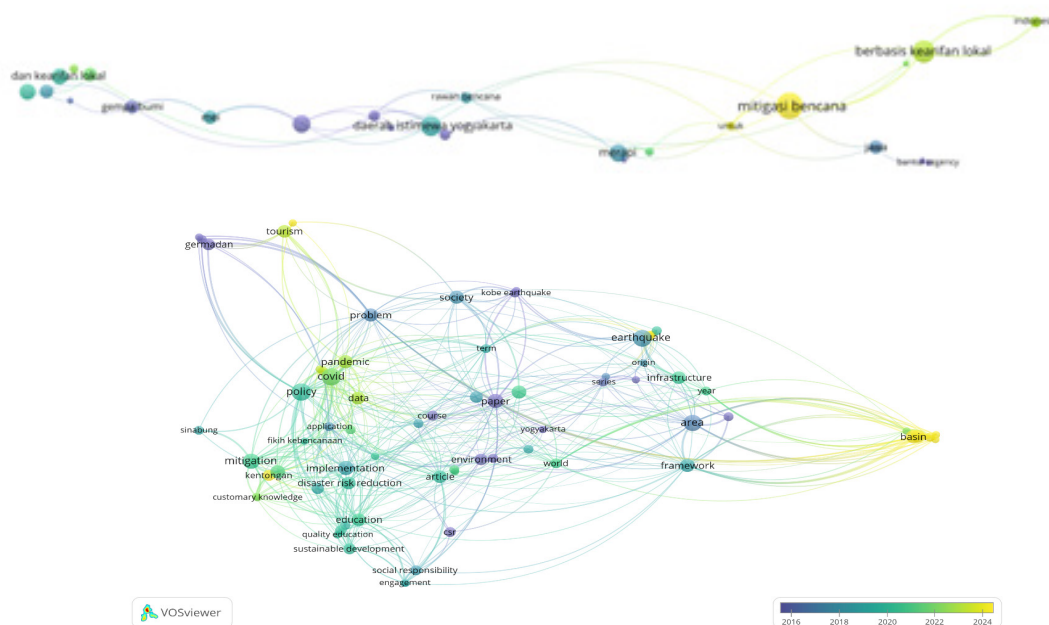 berbasis kearifan lokal
dan kearifan lokal
rawan bencana
mitigasi bencana
gempa bumi
daerah istimewa yogyakarta
untuk
merapi
jawa
tourism
germadan
kobe earthquake
society
problem
earthquake
term
origin
pandemic
covid
infrastructure
series
policy
year
data
paper
course
area
application
yogyakarta
sinabung
basin
fikih kebencanaan
mitigation
environment
world
framework
implementation
kentongan
article
disaster risk reduction
customary knowledge
education
quality education
csr
sustainable development
social responsibility
engagement
VOSviewer
2016 2018 2020 2022 2024